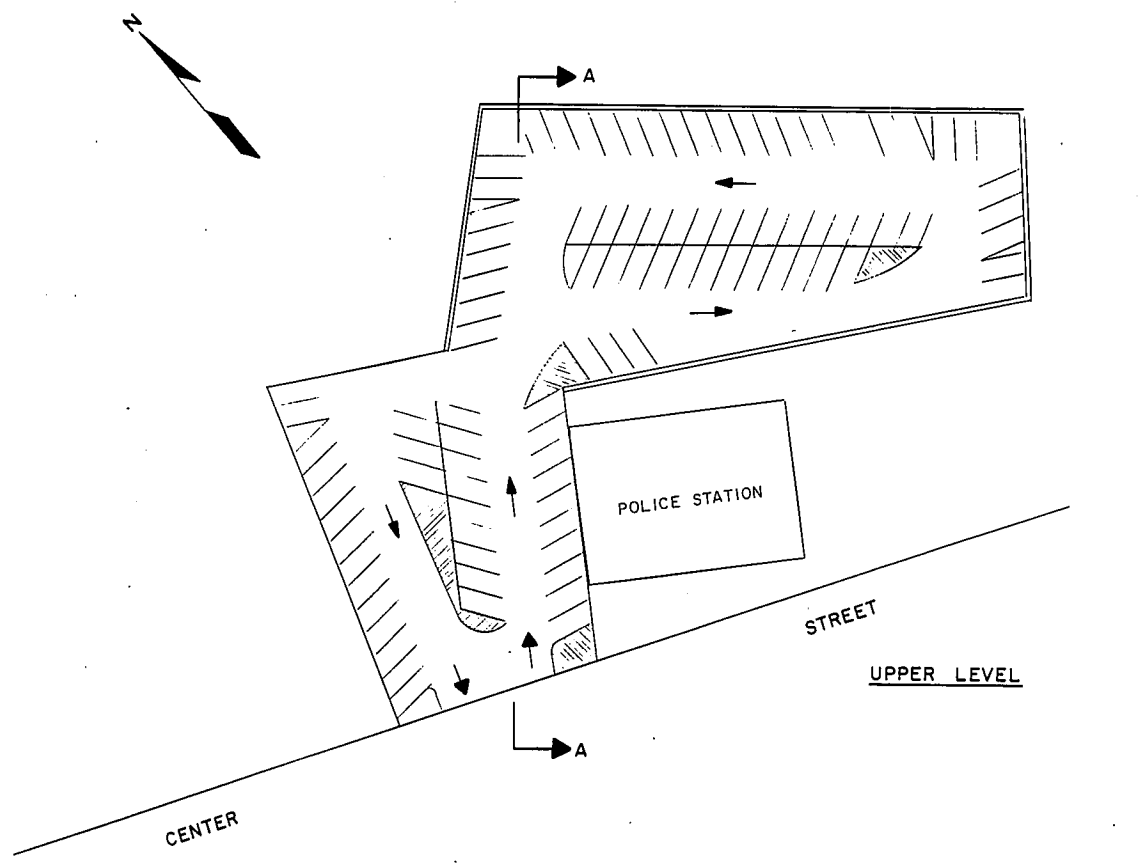 N
A
POLICE STATION
STREET
UPPER LEVEL
A
CENTER